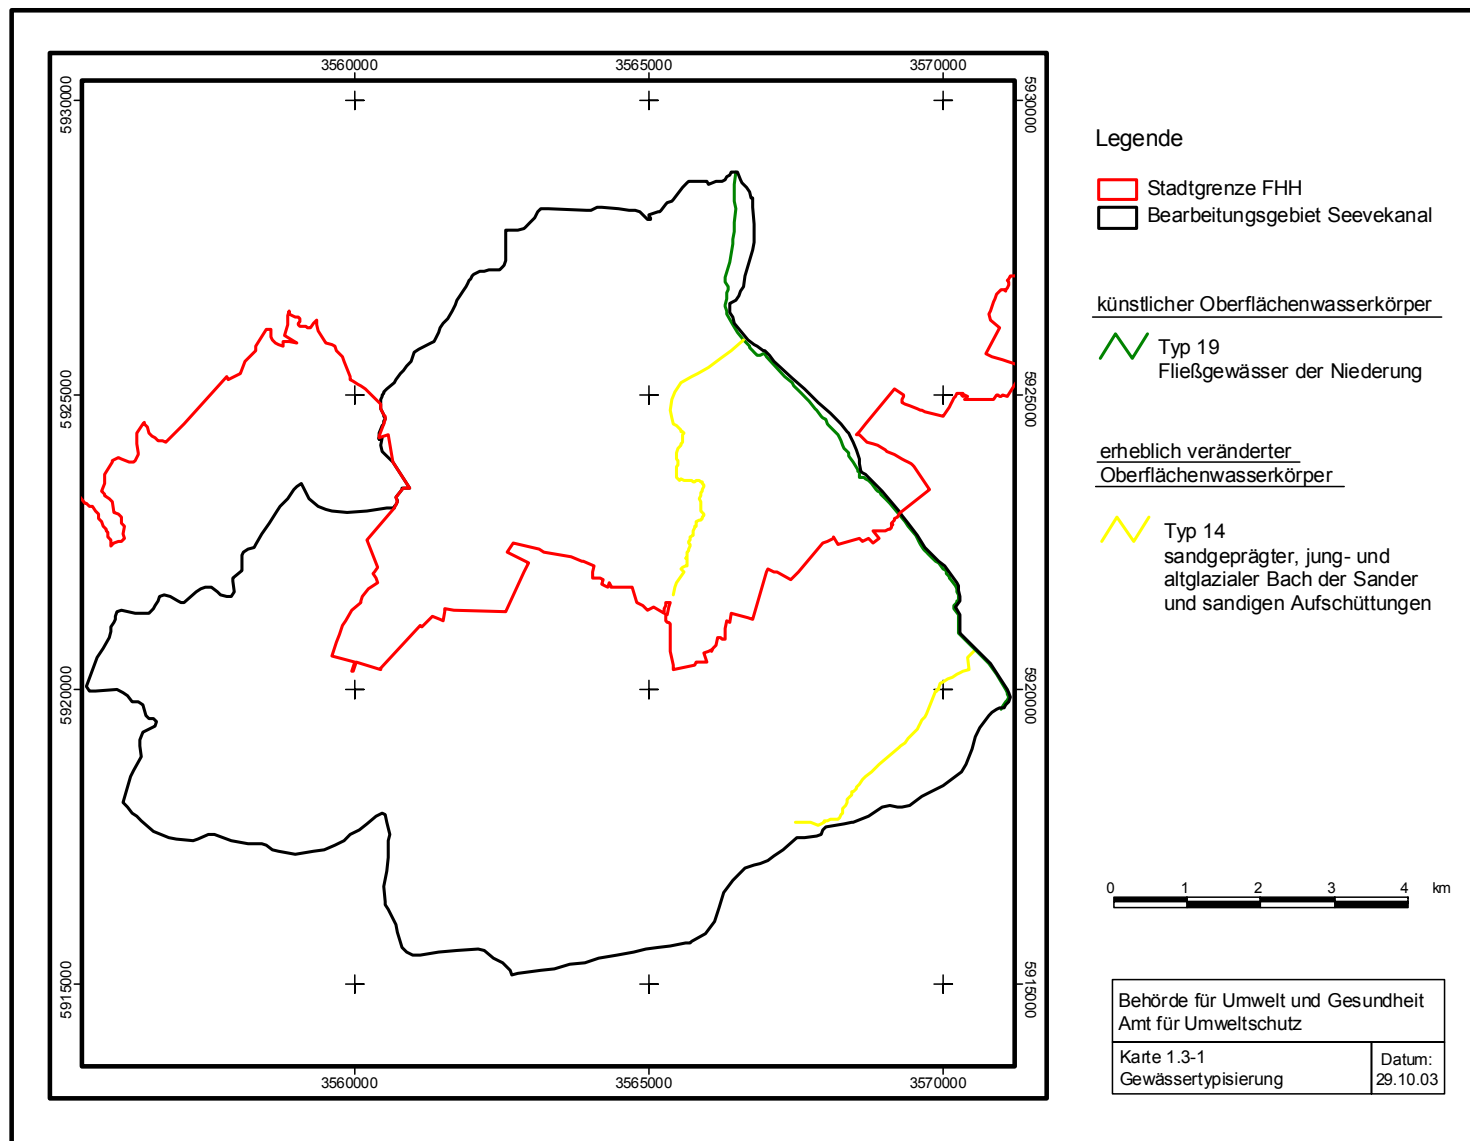 3560000
3565000
3570000
5930000
5930000
5925000
5925000
5920000
5920000
5915000
5915000
3560000
3565000
3570000
Legende
Stadtgrenze FHH
Bearbeitungsgebiet Seevekanal
künstlicher Oberflächenwasserkörper
Typ 19
Fließgewässer der Niederung
erheblich veränderter
Oberflächenwasserkörper
Typ 14
sandgeprägter, jung- und
altglazialer Bach der Sander
und sandigen Aufschüttungen
0 1 2 3 4 km
Behörde für Umwelt und Gesundheit
Amt für Umweltschutz
Karte 1.3-1
Gewässertypisierung
Datum:
29.10.03